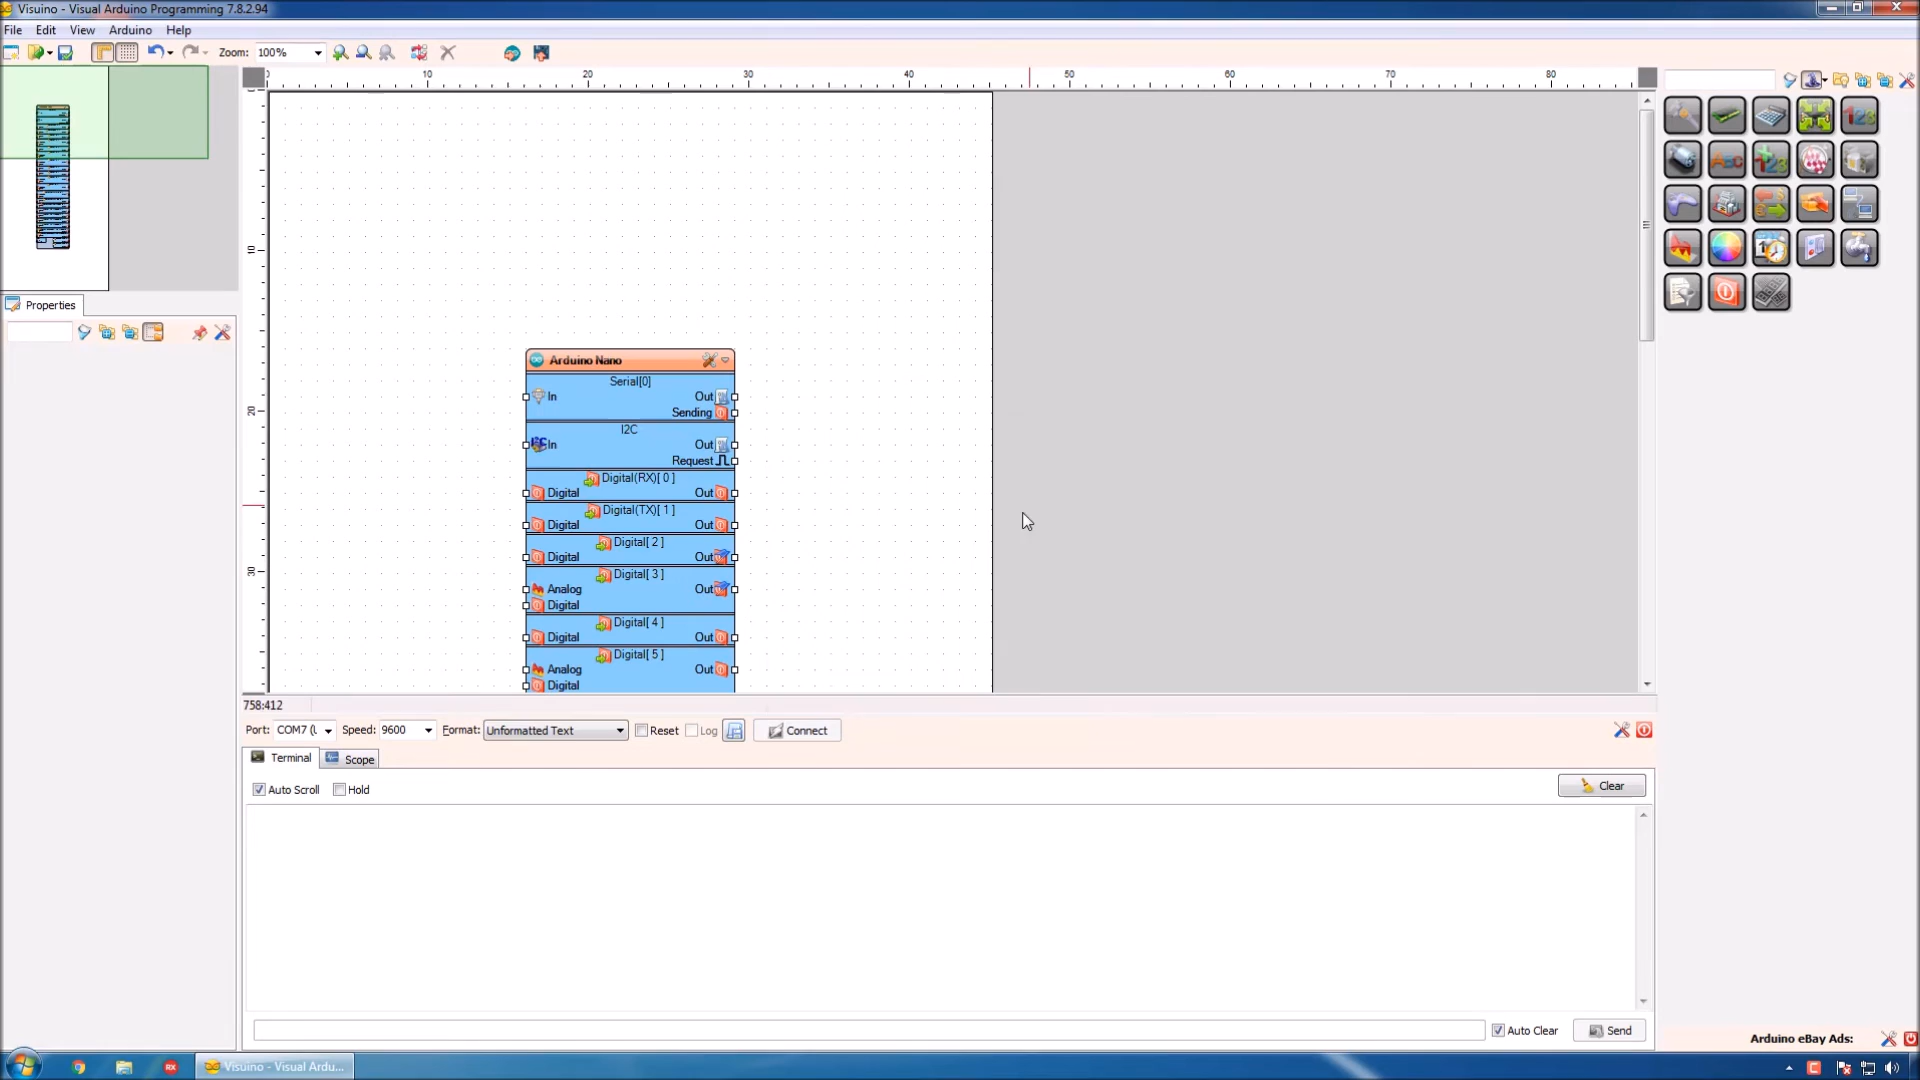 Visuino - Visual Arduino Programming 7.8.2.94
File Edit View Arduino Help
Zoom: 100%
0 10 20 30 40 50 60 70 80
Properties
10
20
30
Arduino Nano
Serial[0]
In Out
Sending
I2C
In Out
Request
Digital(RX)[ 0 ]
Digital Out
Digital(TX)[ 1 ]
Digital Out
Digital[ 2 ]
Digital Out
Digital[ 3 ]
Analog Out
Digital
Digital[ 4 ]
Digital Out
Digital[ 5 ]
Analog Out
Digital
758:412
Port: COM7 (L Speed: 9600 Format: Unformatted Text Reset Log Connect
Terminal Scope
Auto Scroll Hold Clear
Auto Clear Send
Arduino eBay Ads:
Visuino - Visual Ardu...